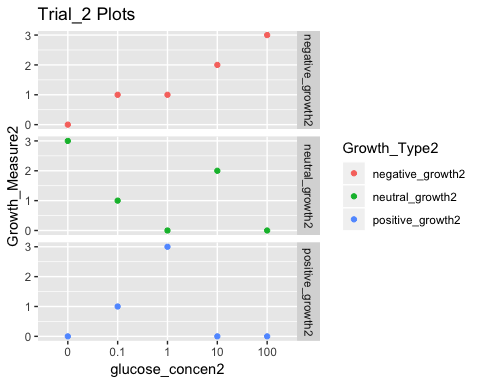 Trial_2 Plots
Growth_Measure2
3
2
1
0
negative_growth2
3
2
1
0
neutral_growth2
3
2
1
0
positive_growth2
0
0.1
1
10
100
glucose_concen2
Growth_Type2
negative_growth2
neutral_growth2
positive_growth2